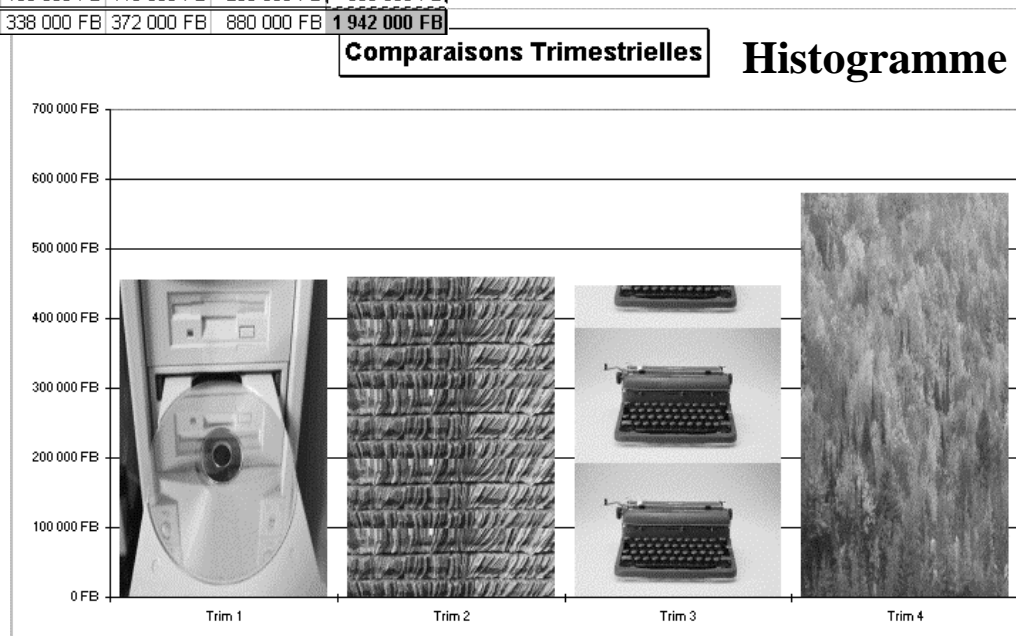 338 000 FB 372 000 FB 880 000 FB 1 942 000 FB
Comparaisons Trimestrielles
Histogramme
700 000 FB
600 000 FB
500 000 FB
400 000 FB
300 000 FB
200 000 FB
100 000 FB
0 FB
Trim 1 Trim 2 Trim 3 Trim 4